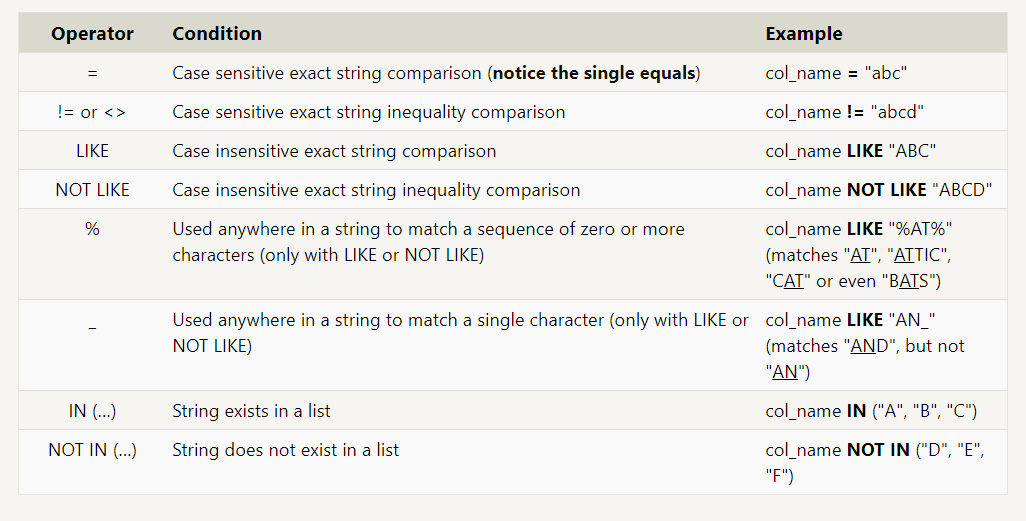 Operator Condition Example
= Case sensitive exact string comparison (notice the single equals) col_name = "abc"
!= or <> Case sensitive exact string inequality comparison col_name != "abcd"
LIKE Case insensitive exact string comparison col_name LIKE "ABC"
NOT LIKE Case insensitive exact string inequality comparison col_name NOT LIKE "ABCD"
% Used anywhere in a string to match a sequence of zero or more col_name LIKE "%AT%"
characters (only with LIKE or NOT LIKE) (matches "AT", "ATTIC",
"CAT" or even "BATS")
_ Used anywhere in a string to match a single character (only with LIKE or col_name LIKE "AN_"
NOT LIKE) (matches "AND", but not
"AN")
IN (…) String exists in a list col_name IN ("A", "B", "C")
NOT IN (…) String does not exist in a list col_name NOT IN ("D", "E",
"F")